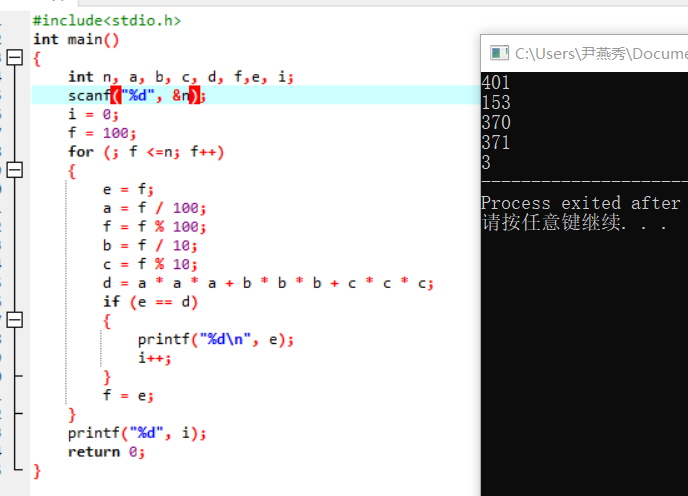 #include<stdio.h>
int main()
{
int n, a, b, c, d, f,e, i;
scanf("%d", &n);
i = 0;
f = 100;
for (; f <=n; f++)
{
e = f;
a = f / 100;
f = f % 100;
b = f / 10;
c = f % 10;
d = a * a * a + b * b * b + c * c * c;
if (e == d)
{
printf("%d\n", e);
i++;
}
f = e;
}
printf("%d", i);
return 0;
}
C:\Users\尹燕秀\Docume
401
153
370
371
3
--------------------
Process exited after
请按任意键继续. . .